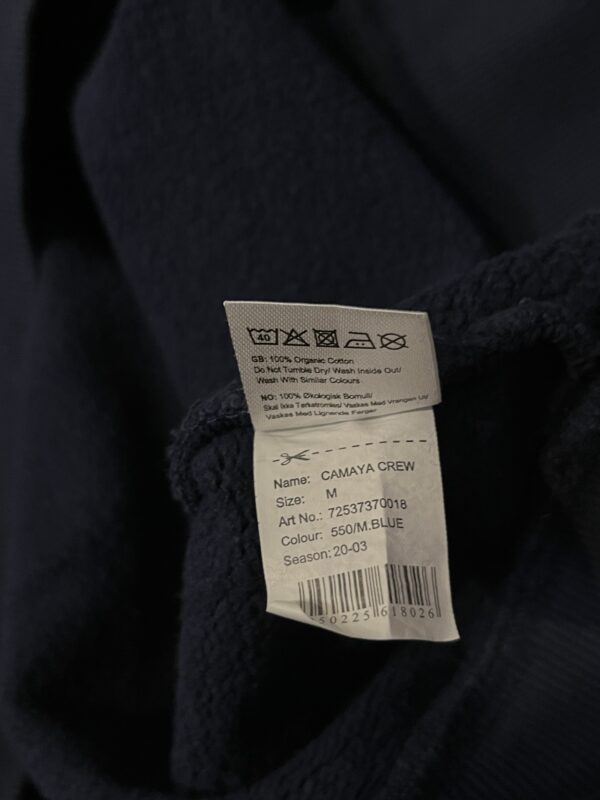 40
GB: 100% Organic Cotton
Do Not Tumble Dry/ Wash Inside Out/
Wash With Similar Colours
NO: 100% Økologisk Bomull/
Skal Ikke Tørketromles/ Vaskes Med Vrangen Ut/
Vaskes Med Lignende Farger
Name: CAMAYA CREW
Size: M
Art No.: 72537370018
Colour: 550/M.BLUE
Season: 20-03
50225 618026